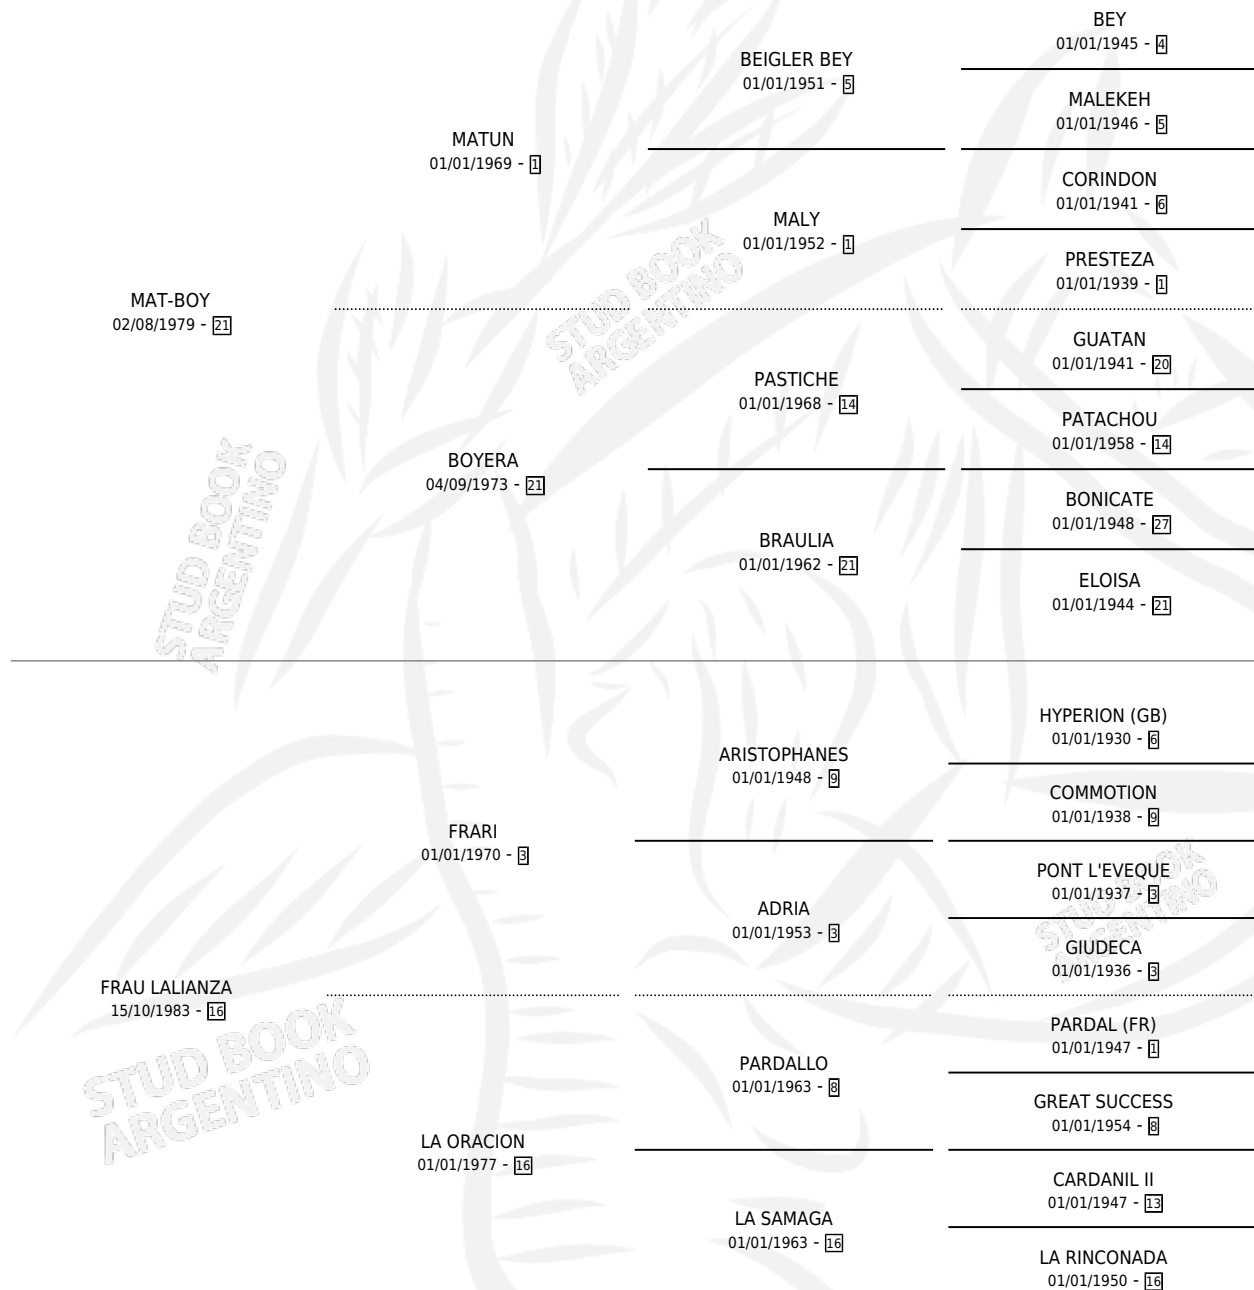 BEY
01/01/1945 - 4
BEIGLER BEY
01/01/1951 - 5
MALEKEH
01/01/1946 - 5
MATUN
01/01/1969 - 1
CORINDON
01/01/1941 - 6
MALY
01/01/1952 - 1
PRESTEZA
01/01/1939 - 1
MAT-BOY
02/08/1979 - 21
GUATAN
01/01/1941 - 20
PASTICHE
01/01/1968 - 14
PATACHOU
01/01/1958 - 14
BOYERA
04/09/1973 - 21
BONICATE
01/01/1948 - 27
BRAULIA
01/01/1962 - 21
ELOISA
01/01/1944 - 21
HYPERION (GB)
01/01/1930 - 6
ARISTOPHANES
01/01/1948 - 9
COMMOTION
01/01/1938 - 9
FRARI
01/01/1970 - 3
PONT L'EVEQUE
01/01/1937 - 3
ADRIA
01/01/1953 - 3
GIUDECA
01/01/1936 - 3
FRAU LALIANZA
15/10/1983 - 16
PARDAL (FR)
01/01/1947 - 1
PARDALLO
01/01/1963 - 8
GREAT SUCCESS
01/01/1954 - 8
LA ORACION
01/01/1977 - 16
CARDANIL II
01/01/1947 - 13
LA SAMAGA
01/01/1963 - 16
LA RINCONADA
01/01/1950 - 16
STUD BOOK
ARGENTINO
STUD BOOK
ARGENTINO
STUD BOOK
ARGENTINO
STUD BOOK
ARGENTINO